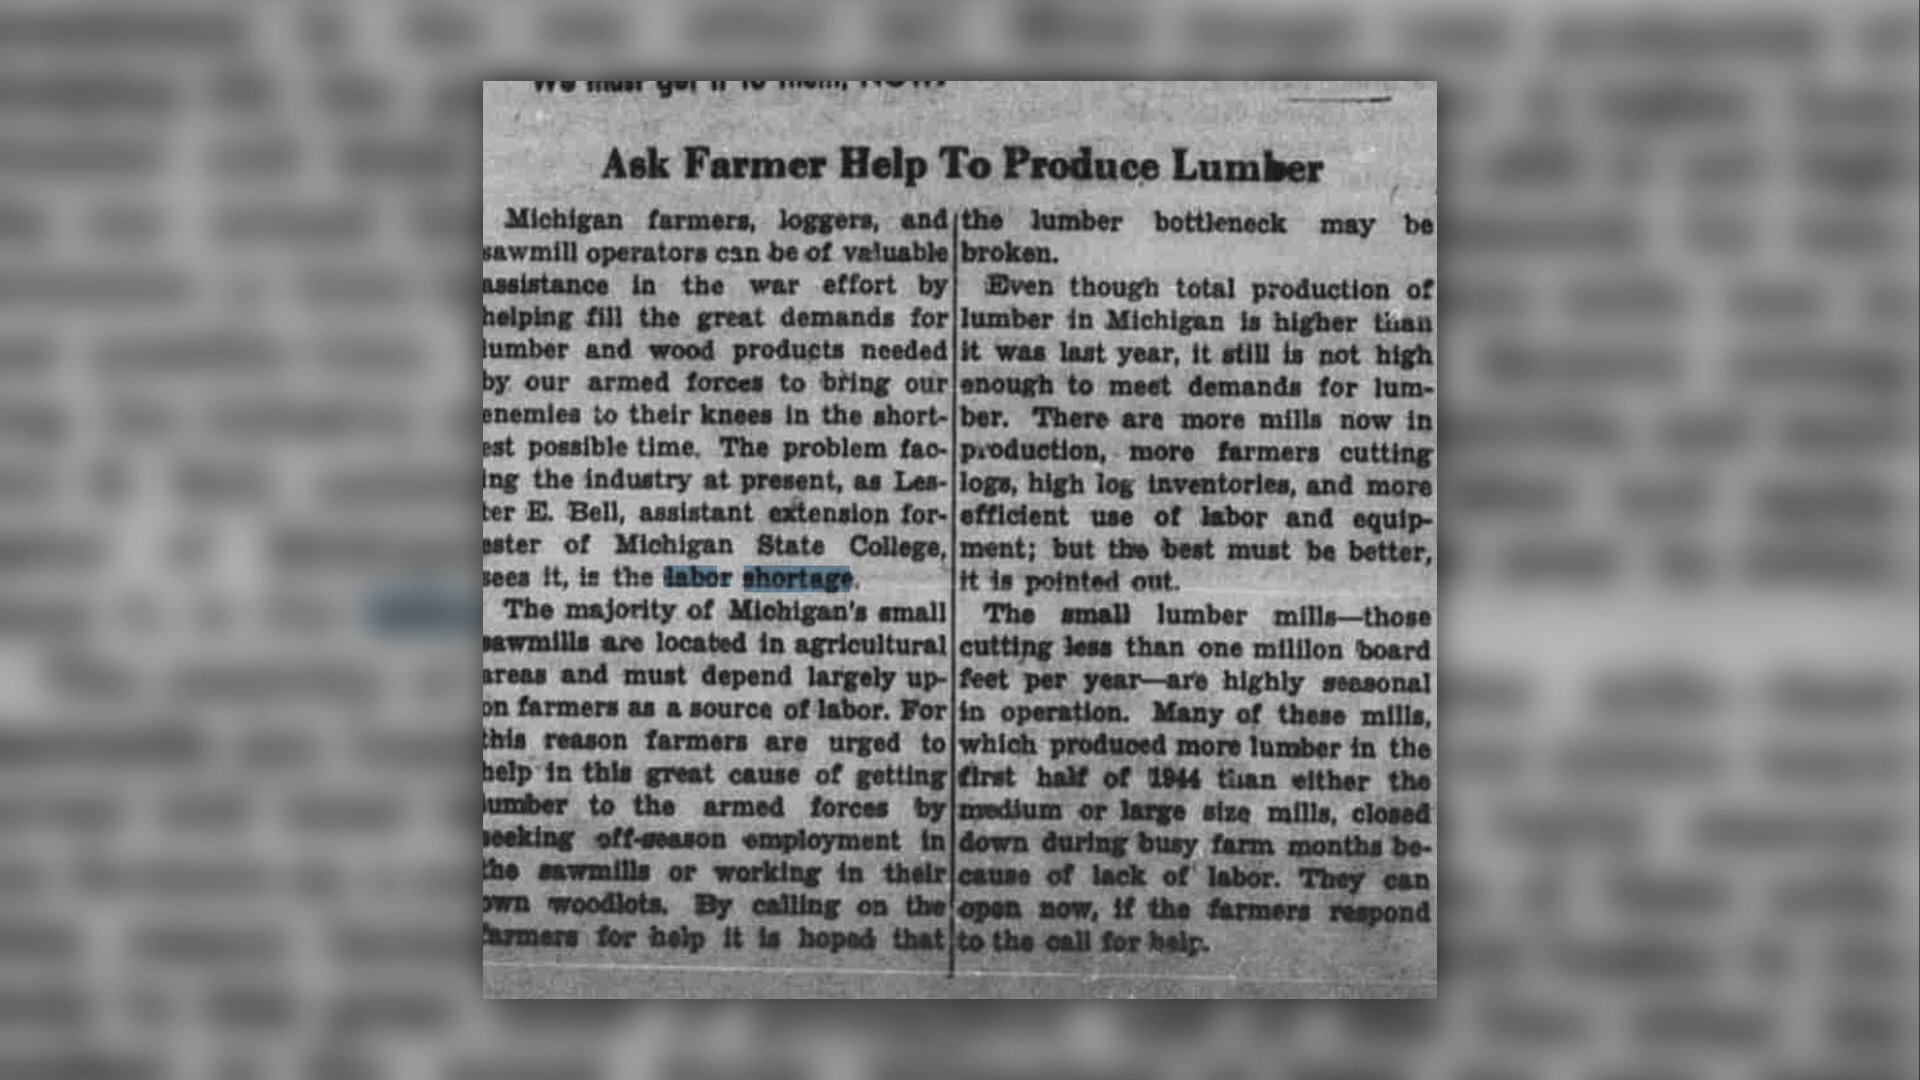 We must get it to them, NOW!
Ask Farmer Help To Produce Lumber
Michigan farmers, loggers, and
sawmill operators can be of valuable
assistance in the war effort by
helping fill the great demands for
lumber and wood products needed
by our armed forces to bring our
enemies to their knees in the short-
est possible time. The problem fac-
ing the industry at present, as Les-
ter E. Bell, assistant extension for-
ester of Michigan State College,
sees it, is the labor shortage.
The majority of Michigan's small
sawmills are located in agricultural
areas and must depend largely up-
on farmers as a source of labor. For
this reason farmers are urged to
help in this great cause of getting
lumber to the armed forces by
seeking off-season employment in
the sawmills or working in their
own woodlots. By calling on the
farmers for help it is hoped that
the lumber bottleneck may be
broken.
Even though total production of
lumber in Michigan is higher than
it was last year, it still is not high
enough to meet demands for lum-
ber. There are more mills now in
production, more farmers cutting
logs, high log inventories, and more
efficient use of labor and equip-
ment; but the best must be better,
it is pointed out.
The small lumber mills—those
cutting less than one mililon board
feet per year—are highly seasonal
in operation. Many of these mills,
which produced more lumber in the
first half of 1944 than either the
medium or large size mills, closed
down during busy farm months be-
cause of lack of labor. They can
open now, if the farmers respond
to the call for help.